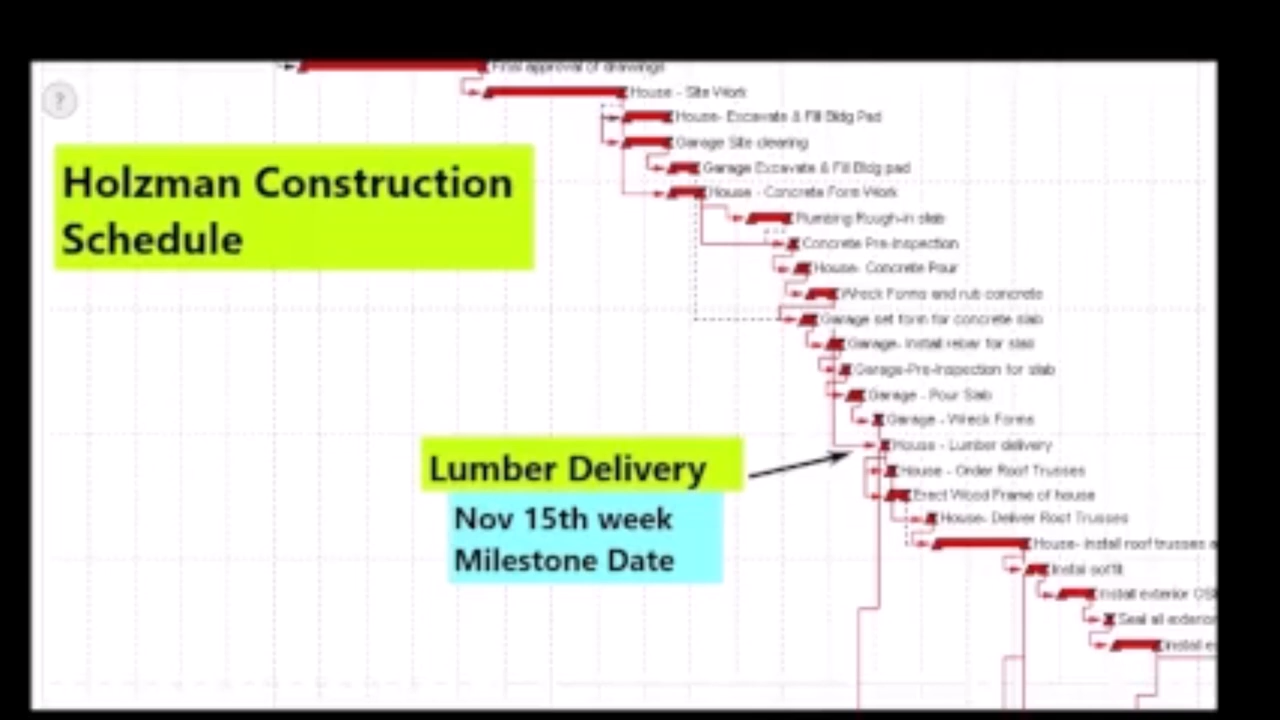 Final approval of drawings
House - Site Work
?
House- Excavate & Fill Bldg Pad
Garage Site clearing
Garage Excavate & Fill Bldg pad
Holzman Construction
Schedule
House - Concrete Form Work
Plumbing Rough-in slab
Concrete Pre-Inspection
House- Concrete Pour
Wreck Forms and rub concrete
Garage set form for concrete slab
Garage- Install rebar for slab
Garage-Pre-Inspection for slab
Garage - Pour Slab
Garage - Wreck Forms
House - Lumber delivery
Lumber Delivery
Nov 15th week
Milestone Date
House - Order Roof Trusses
Erect Wood Frame of house
House- Deliver Roof Trusses
House- Install roof trusses
Instal soffit
Install exterior
Seal all exterior
Install